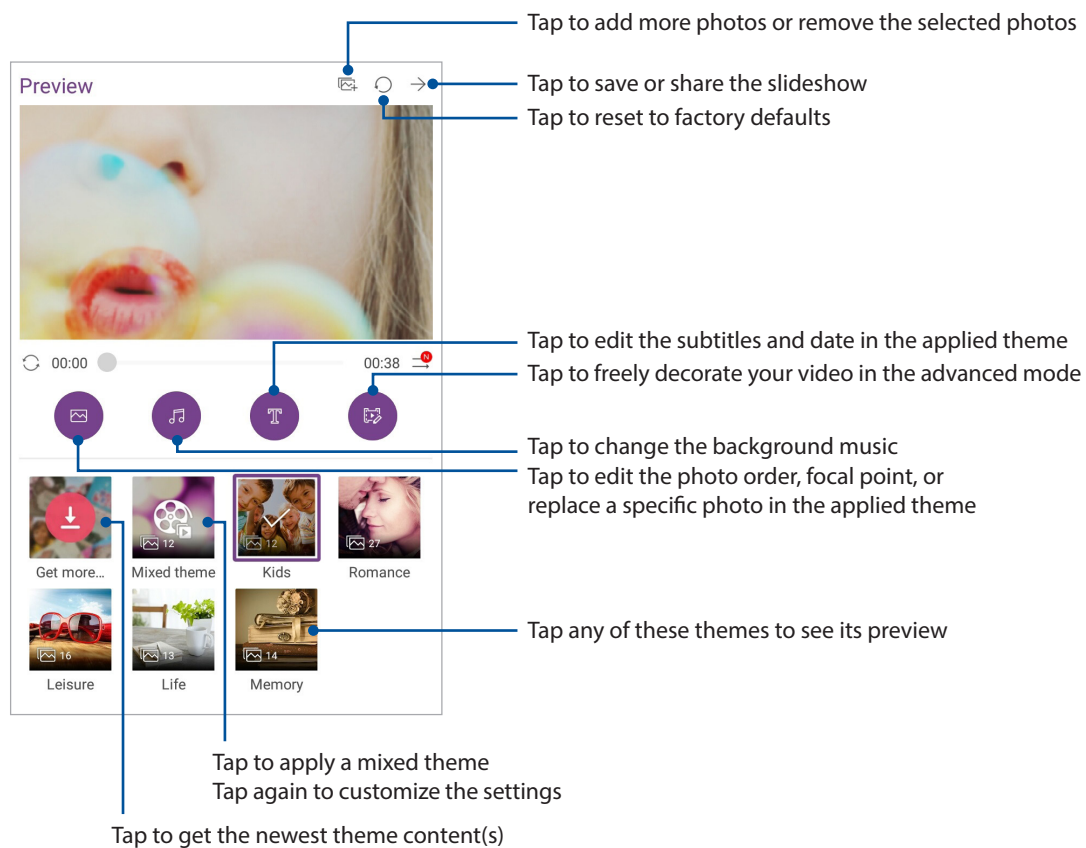 Tap to add more photos or remove the selected photos
Preview
Tap to save or share the slideshow
Tap to reset to factory defaults
Tap to edit the subtitles and date in the applied theme
00:00
00:38
N
Tap to freely decorate your video in the advanced mode
T
Tap to change the background music
Tap to edit the photo order, focal point, or
replace a specific photo in the applied theme
12
12
27
Get more...
Mixed theme
Kids
Romance
Tap any of these themes to see its preview
16
13
14
Leisure
Life
Memory
Tap to apply a mixed theme
Tap again to customize the settings
Tap to get the newest theme content(s)